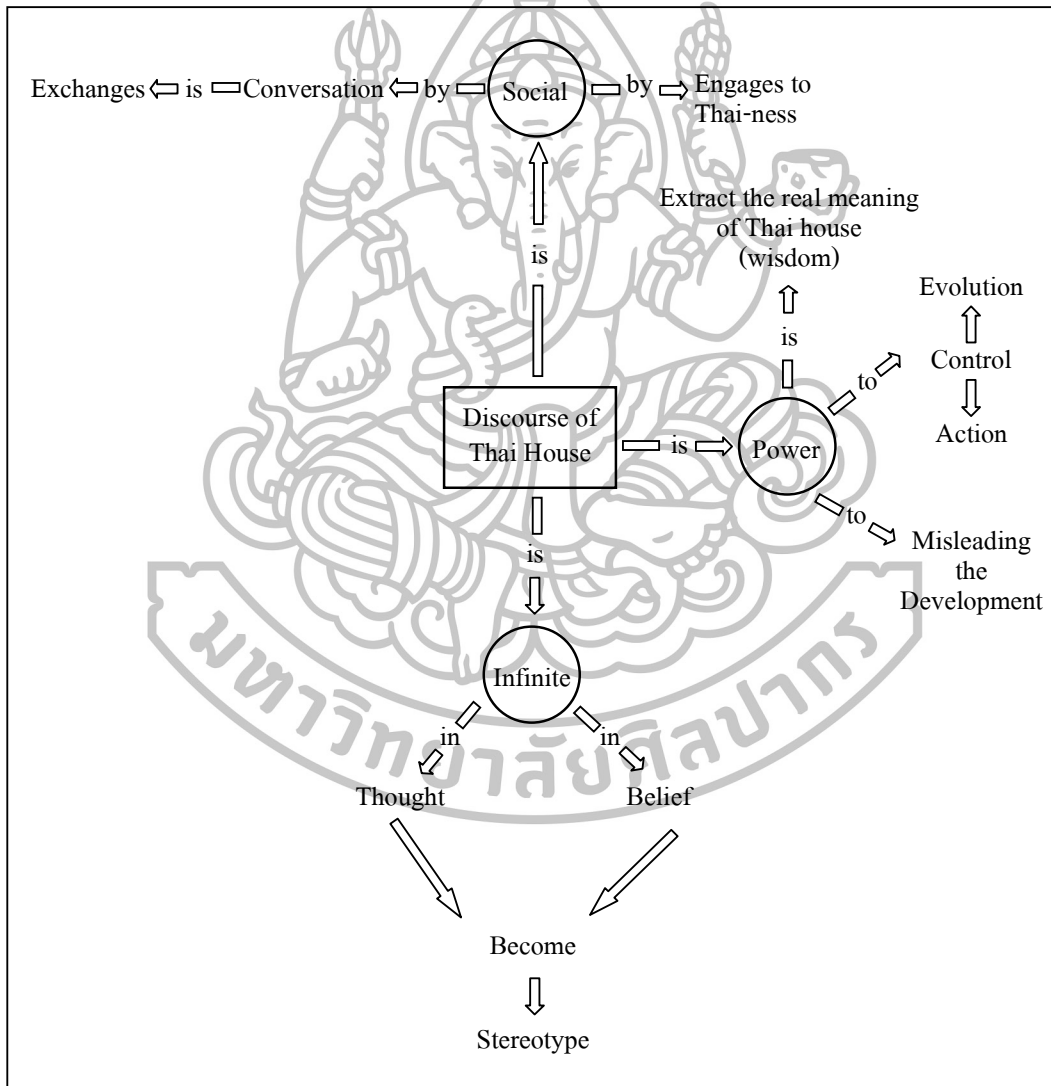 Exchanges is Conversation by Social by Engages to
Thai-ness
Extract the real meaning
of Thai house
(wisdom)
is
Evolution
is
to
Control
Discourse of
Thai House
is
Power
Action
is
to
Misleading
the
Development
Infinite
in
in
Thought
Belief
Become
Stereotype
มหาวิทยาลัยศิลปากร